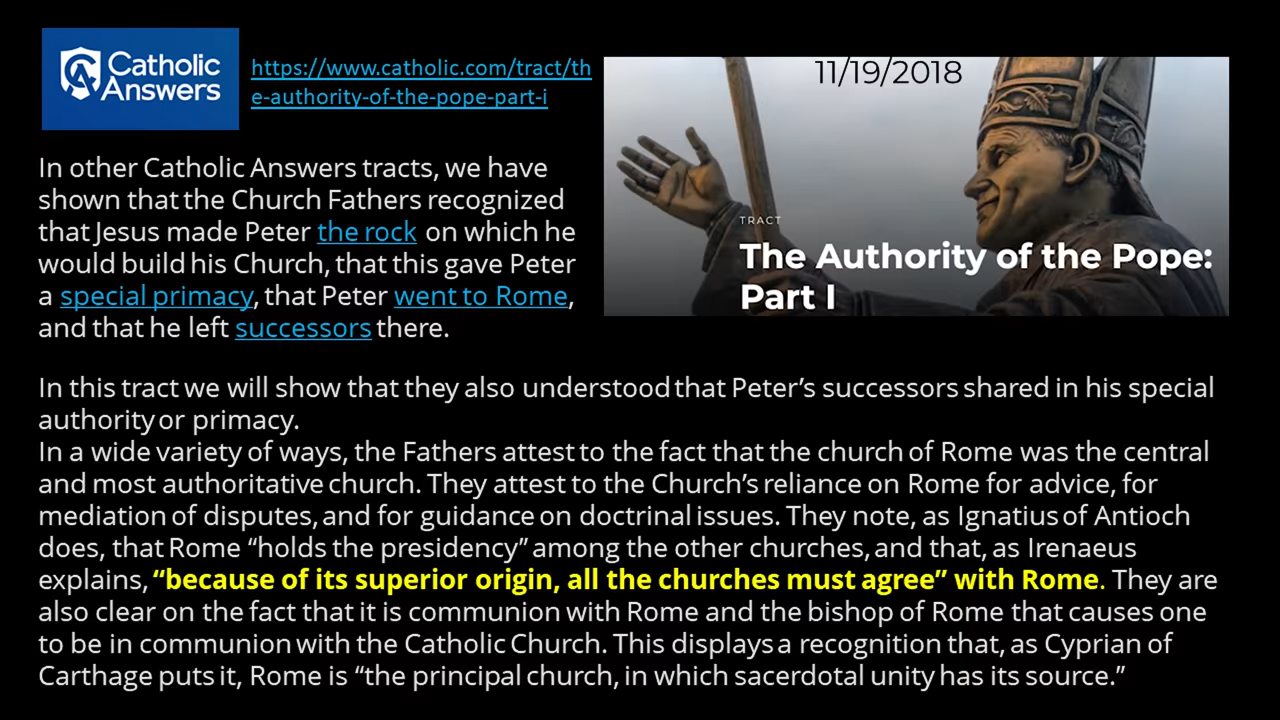 Catholic
Answers
https://www.catholic.com/tract/th
e-authority-of-the-pope-part-i
11/19/2018
TRACT
The Authority of the Pope:
Part I
In other Catholic Answers tracts, we have
shown that the Church Fathers recognized
that Jesus made Peter the rock on which he
would build his Church, that this gave Peter
a special primacy, that Peter went to Rome,
and that he left successors there.
In this tract we will show that they also understood that Peter’s successors shared in his special
authority or primacy.
In a wide variety of ways, the Fathers attest to the fact that the church of Rome was the central
and most authoritative church. They attest to the Church’s reliance on Rome for advice, for
mediation of disputes, and for guidance on doctrinal issues. They note, as Ignatius of Antioch
does, that Rome “holds the presidency” among the other churches, and that, as Irenaeus
explains, “because of its superior origin, all the churches must agree” with Rome. They are
also clear on the fact that it is communion with Rome and the bishop of Rome that causes one
to be in communion with the Catholic Church. This displays a recognition that, as Cyprian of
Carthage puts it, Rome is “the principal church, in which sacerdotal unity has its source.”